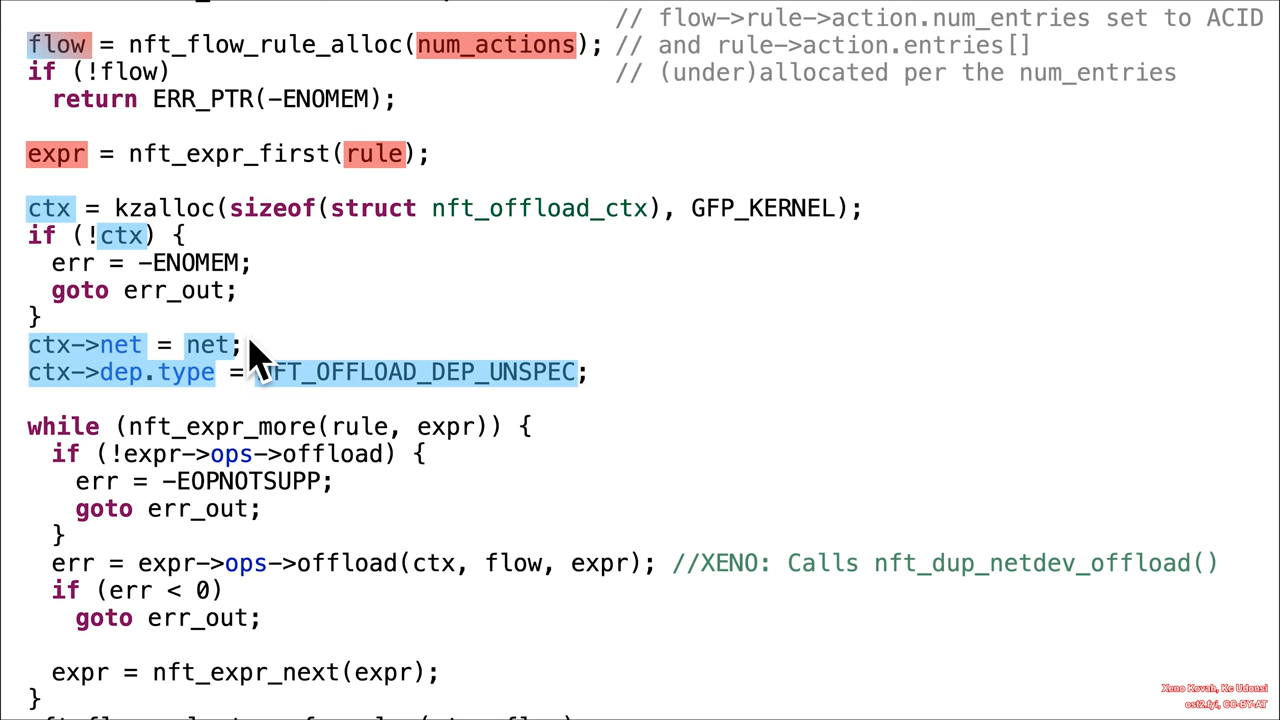 // flow->rule->action.num_entries set to ACID
flow = nft_flow_rule_alloc(num_actions); // and rule->action.entries[]
if (!flow) // (under)allocated per the num_entries
return ERR_PTR(-ENOMEM);
expr = nft_expr_first(rule);
ctx = kzalloc(sizeof(struct nft_offload_ctx), GFP_KERNEL);
if (!ctx) {
err = -ENOMEM;
goto err_out;
}
ctx->net = net;
ctx->dep.type = NFT_OFFLOAD_DEP_UNSPEC;
while (nft_expr_more(rule, expr)) {
if (!expr->ops->offload) {
err = -EOPNOTSUPP;
goto err_out;
}
err = expr->ops->offload(ctx, flow, expr); //XENO: Calls nft_dup_netdev_offload()
if (err < 0)
goto err_out;
expr = nft_expr_next(expr);
}
Xeno Kovah, Kc Udonsi
ost2.fyi, CC-BY-AT